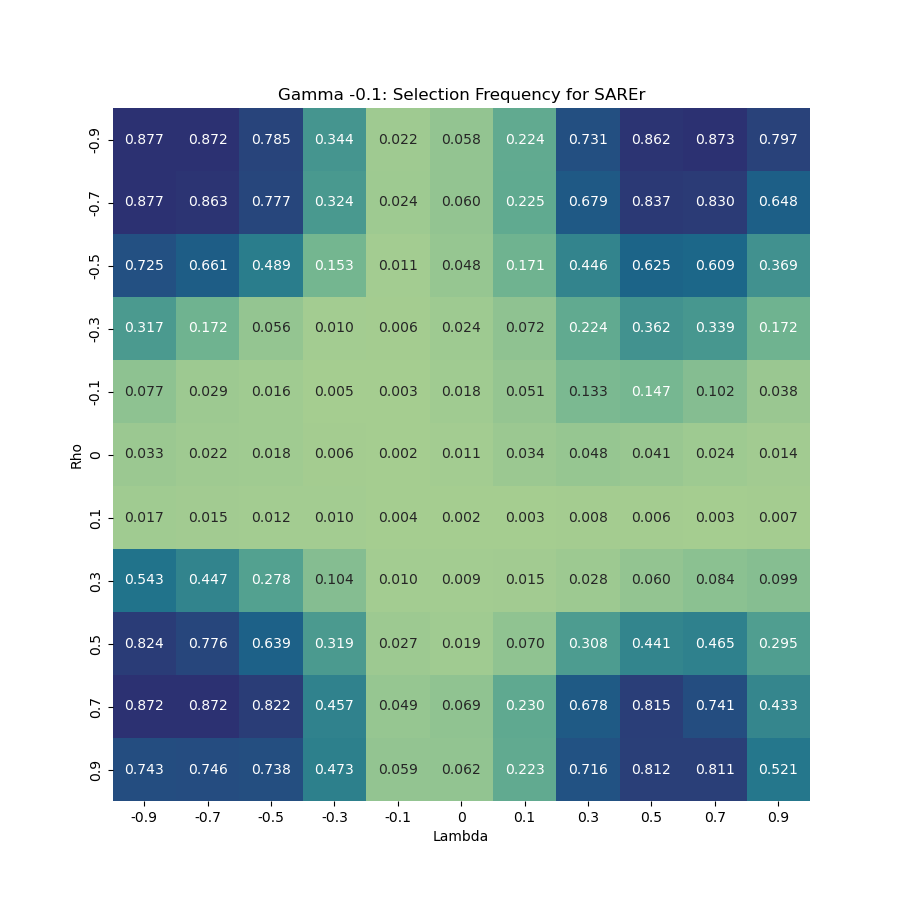 Gamma -0.1: Selection Frequency for SAREr
-0.9 0.877 0.872 0.785 0.344 0.022 0.058 0.224 0.731 0.862 0.873 0.797
-0.7 0.877 0.863 0.777 0.324 0.024 0.060 0.225 0.679 0.837 0.830 0.648
-0.5 0.725 0.661 0.489 0.153 0.011 0.048 0.171 0.446 0.625 0.609 0.369
-0.3 0.317 0.172 0.056 0.010 0.006 0.024 0.072 0.224 0.362 0.339 0.172
-0.1 0.077 0.029 0.016 0.005 0.003 0.018 0.051 0.133 0.147 0.102 0.038
Rho
0 0.033 0.022 0.018 0.006 0.002 0.011 0.034 0.048 0.041 0.024 0.014
0.1 0.017 0.015 0.012 0.010 0.004 0.002 0.003 0.008 0.006 0.003 0.007
0.3 0.543 0.447 0.278 0.104 0.010 0.009 0.015 0.028 0.060 0.084 0.099
0.5 0.824 0.776 0.639 0.319 0.027 0.019 0.070 0.308 0.441 0.465 0.295
0.7 0.872 0.872 0.822 0.457 0.049 0.069 0.230 0.678 0.815 0.741 0.433
0.9 0.743 0.746 0.738 0.473 0.059 0.062 0.223 0.716 0.812 0.811 0.521
-0.9 -0.7 -0.5 -0.3 -0.1 0 0.1 0.3 0.5 0.7 0.9
Lambda